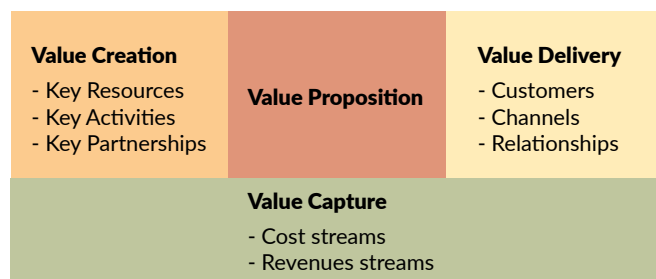 Value Creation
- Key Resources
- Key Activities
- Key Partnerships
Value Proposition
Value Delivery
- Customers
- Channels
- Relationships
Value Capture
- Cost streams
- Revenues streams